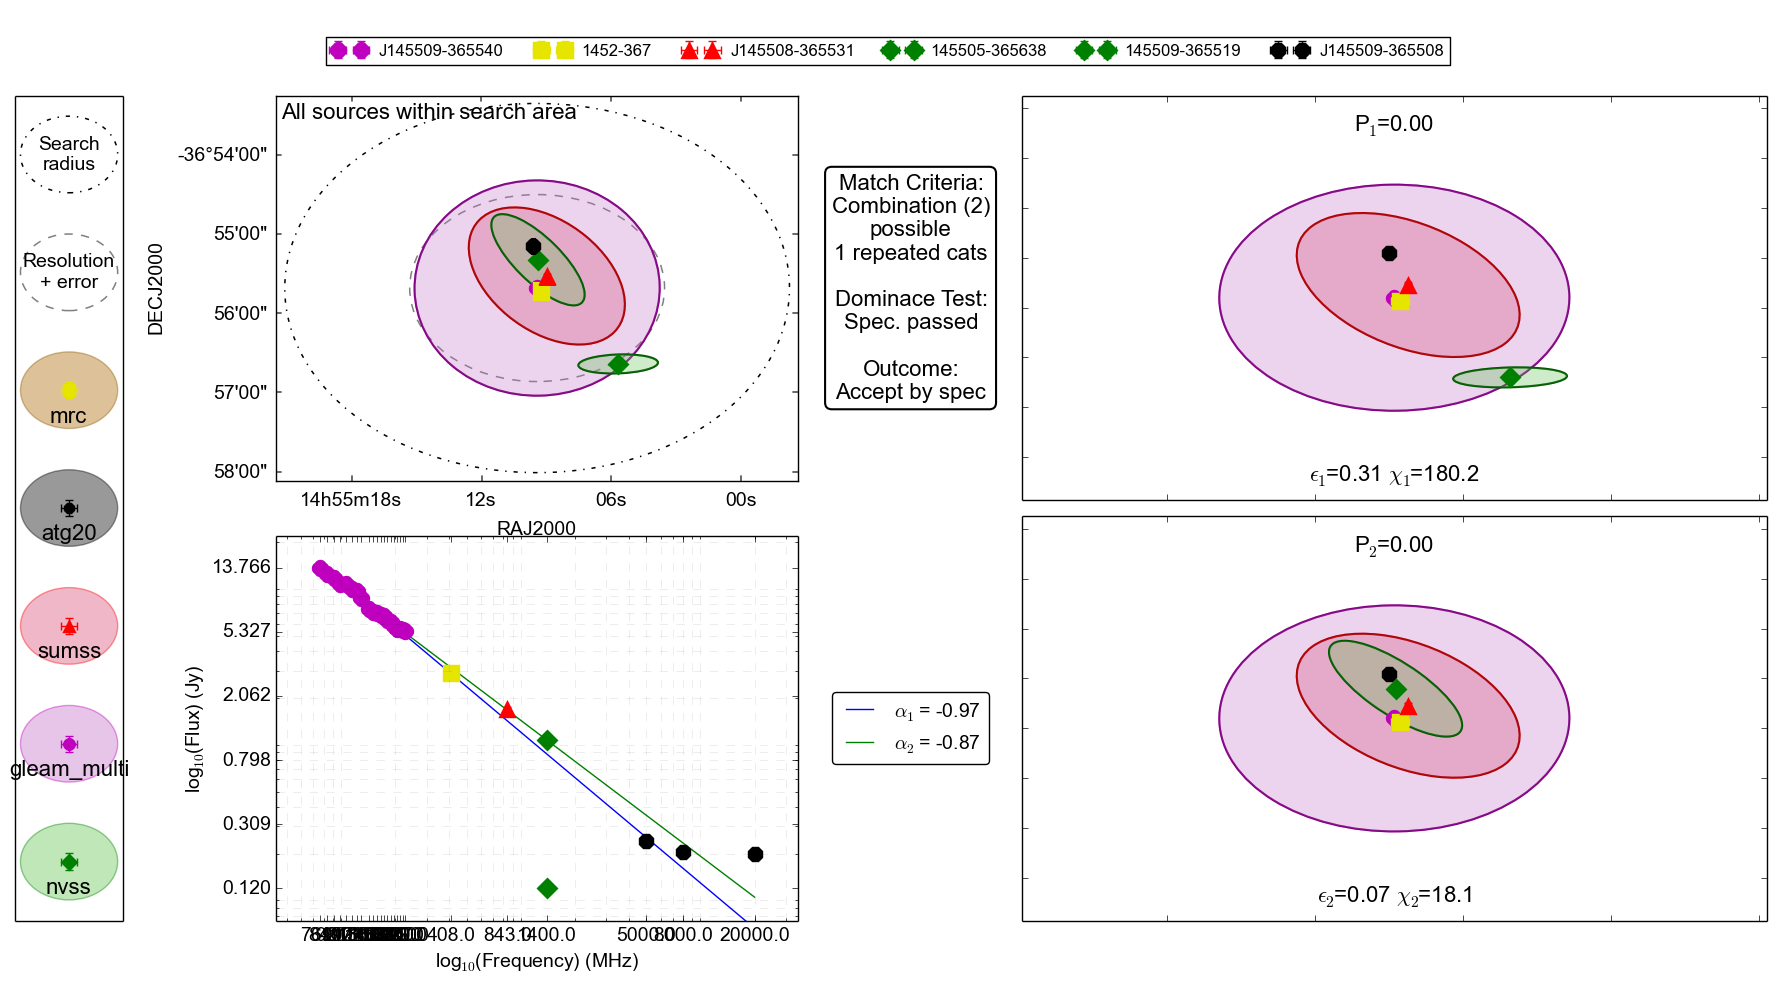 J145509-365540 1452-367 J145508-365531 145505-365638 145509-365519 J145509-365508
Search
radius
Resolution
+ error
mrc
atg20
sumss
gleam_multi
nvss
All sources within search area
DECJ2000
-36°54'00"
55'00"
56'00"
57'00"
58'00"
14h55m18s 12s 06s 00s
RAJ2000
Match Criteria:
Combination (2)
possible
1 repeated cats
Dominace Test:
Spec. passed
Outcome:
Accept by spec
P₁=0.00
ϵ₁=0.31 χ₁=180.2
log₁₀(Flux) (Jy)
13.766
5.327
2.062
0.798
0.309
0.120
408.0 843.0 1400.0 5000.0 8000.0 20000.0
log₁₀(Frequency) (MHz)
α₁ = -0.97
α₂ = -0.87
P₂=0.00
ϵ₂=0.07 χ₂=18.1